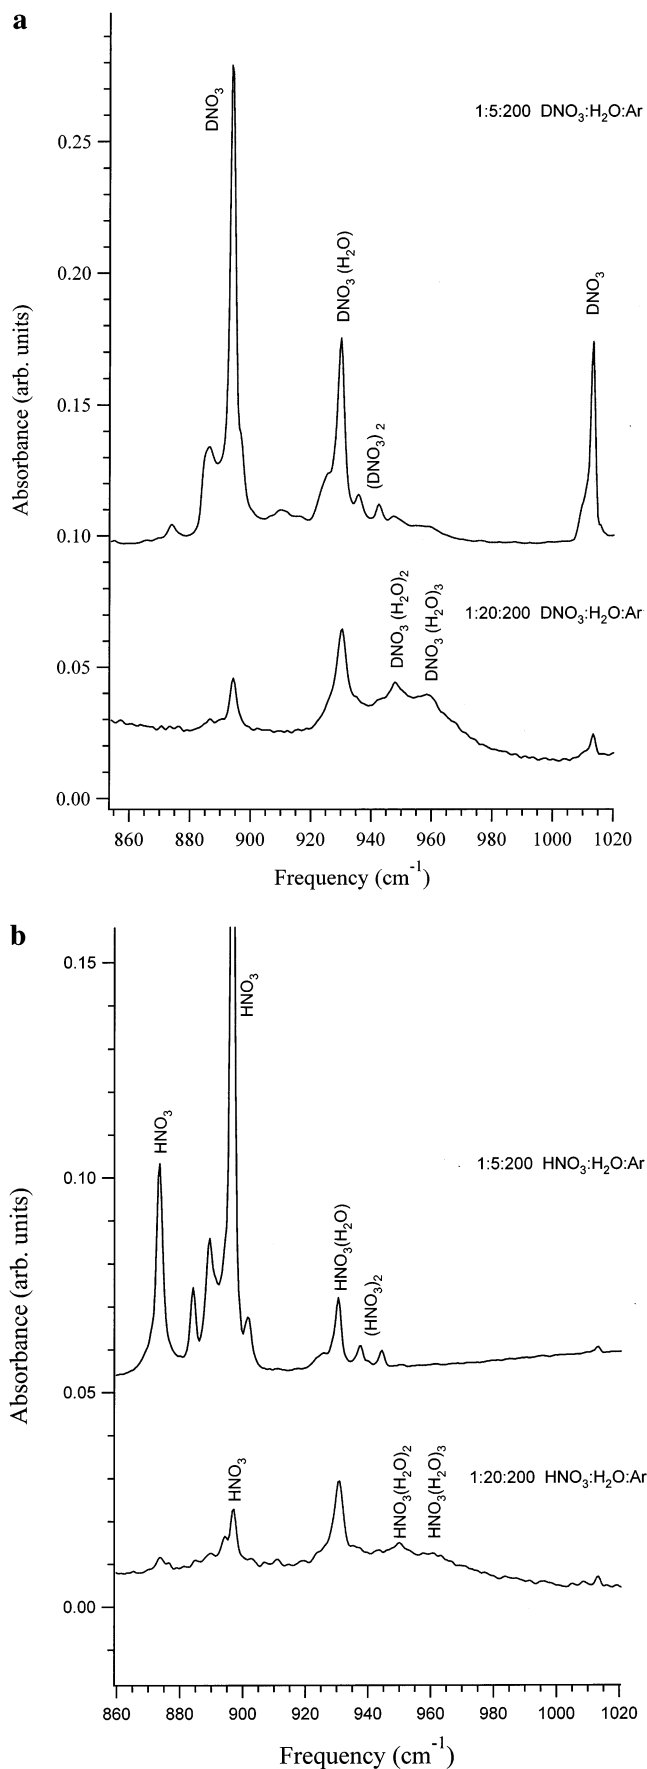 a
1:5:200 DNO₃:H₂O:Ar
DNO₃
DNO₃ (H₂O)
(DNO₃)₂
DNO₃
0.25
0.20
0.15
0.10
0.05
0.00
Absorbance (arb. units)
1:20:200 DNO₃:H₂O:Ar
DNO₃ (H₂O)₂
DNO₃ (H₂O)₃
860 880 900 920 940 960 980 1000 1020
Frequency (cm⁻¹)
b
0.15
0.10
0.05
0.00
Absorbance (arb. units)
HNO₃
HNO₃
1:5:200 HNO₃:H₂O:Ar
HNO₃(H₂O)
(HNO₃)₂
1:20:200 HNO₃:H₂O:Ar
HNO₃
HNO₃(H₂O)₂
HNO₃(H₂O)₃
860 880 900 920 940 960 980 1000 1020
Frequency (cm⁻¹)